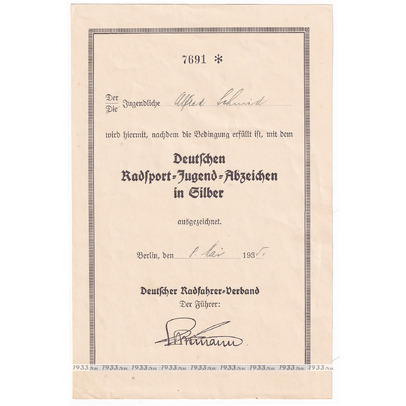 7691 *
Der
Die Jugendliche Alfred Schmid
wird hiermit, nachdem die Bedingung erfüllt ist, mit dem
Deutschen
Radsport-Jugend-Abzeichen
in Silber
ausgezeichnet.
Berlin, den 1. Mai 1935.
Deutscher Radfahrer-Verband
Der Führer: